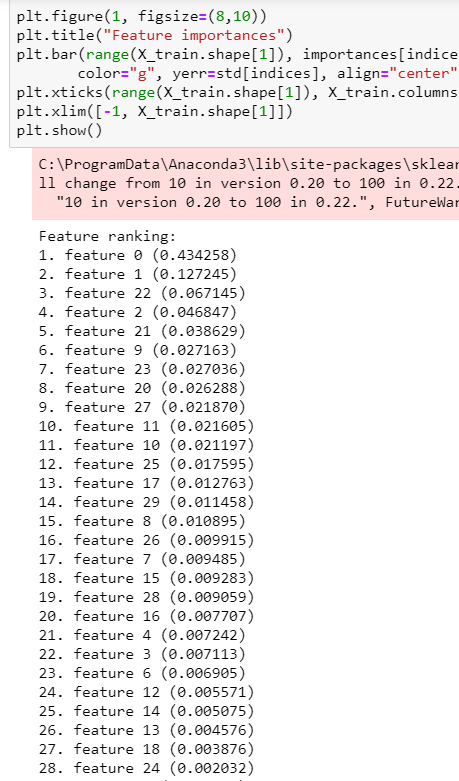 plt.figure(1, figsize=(8,10))
plt.title("Feature importances")
plt.bar(range(X_train.shape[1]), importances[indice
color="g", yerr=std[indices], align="center"
plt.xticks(range(X_train.shape[1]), X_train.columns
plt.xlim([-1, X_train.shape[1]])
plt.show()
C:\ProgramData\Anaconda3\lib\site-packages\sklear
ll change from 10 in version 0.20 to 100 in 0.22.
"10 in version 0.20 to 100 in 0.22.", FutureWar
Feature ranking:
1. feature 0 (0.434258)
2. feature 1 (0.127245)
3. feature 22 (0.067145)
4. feature 2 (0.046847)
5. feature 21 (0.038629)
6. feature 9 (0.027163)
7. feature 23 (0.027036)
8. feature 20 (0.026288)
9. feature 27 (0.021870)
10. feature 11 (0.021605)
11. feature 10 (0.021197)
12. feature 25 (0.017595)
13. feature 17 (0.012763)
14. feature 29 (0.011458)
15. feature 8 (0.010895)
16. feature 26 (0.009915)
17. feature 7 (0.009485)
18. feature 15 (0.009283)
19. feature 28 (0.009059)
20. feature 16 (0.007707)
21. feature 4 (0.007242)
22. feature 3 (0.007113)
23. feature 6 (0.006905)
24. feature 12 (0.005571)
25. feature 14 (0.005075)
26. feature 13 (0.004576)
27. feature 18 (0.003876)
28. feature 24 (0.002032)